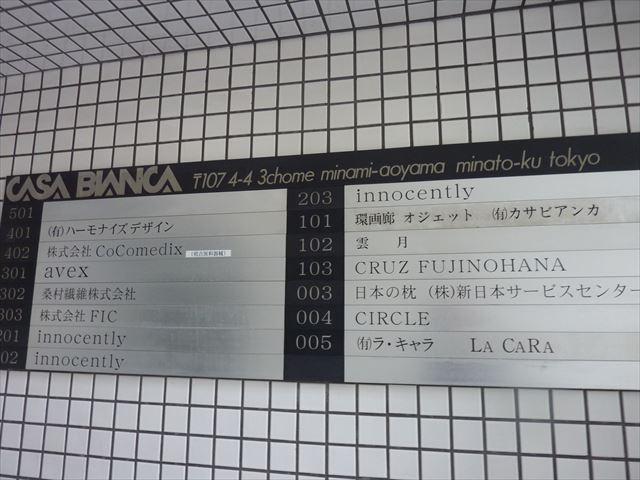 CASA BIANCA 〒107 4-4 3chome minami-aoyama minato-ku tokyo
501
401 (有)ハーモナイズデザイン
402 株式会社 CoComedix
301 avex
302 桑村繊維株式会社
303 株式会社 FIC
201 innocently
02 innocently
203 innocently
101 環画廊 オジェット (有)カサビアンカ
102 雲 月
103 CRUZ FUJINOHANA
003 日本の枕 (株)新日本サービスセンター
004 CIRCLE
005 (有)ラ・キャラ LA CARA